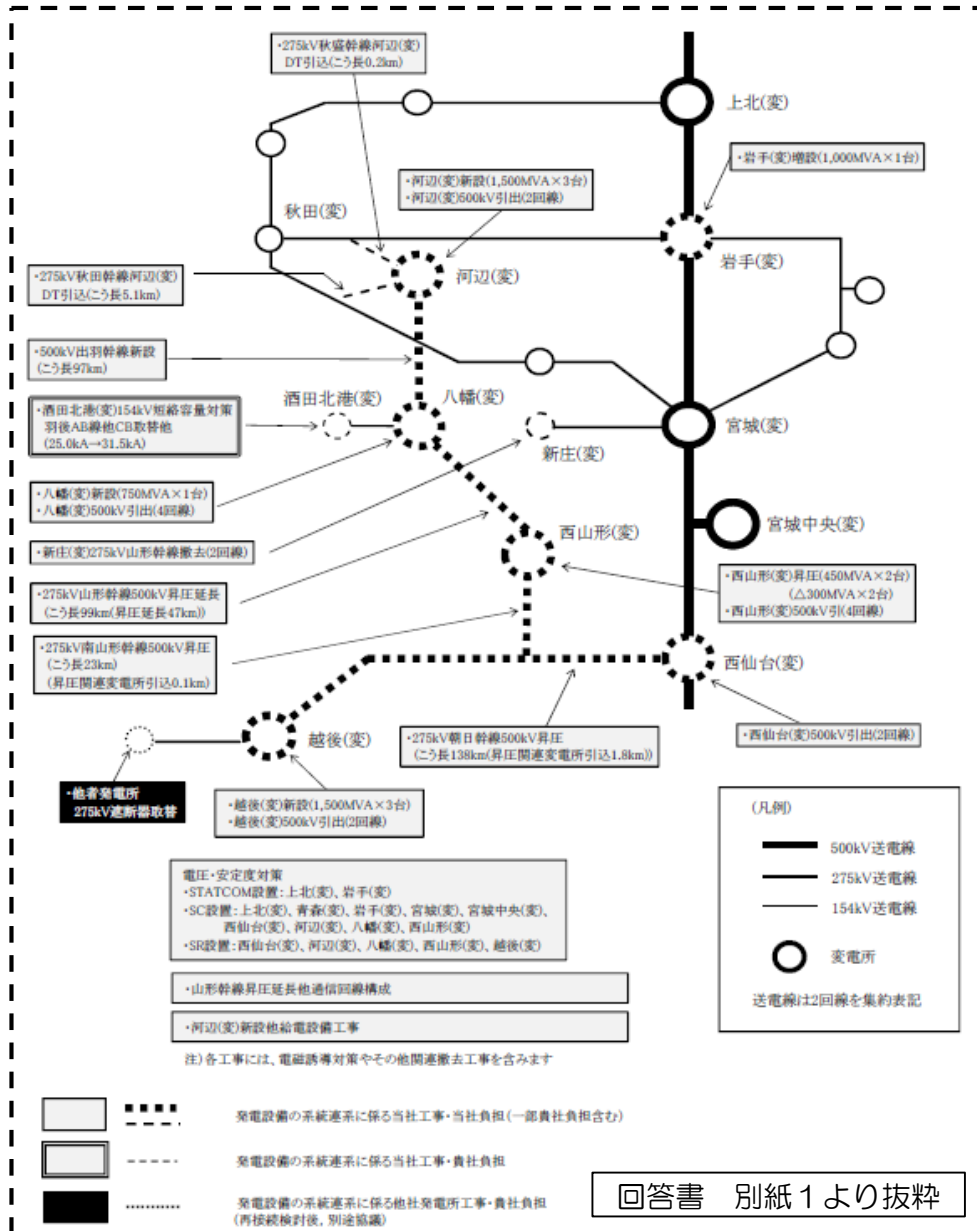 ・275kV秋盛幹線河辺(変)
DT引込(こう長0.2km)
上北(変)
・岩手(変)増設(1,000MVA×1台)
・河辺(変)新設(1,500MVA×3台)
・河辺(変)500kV引出(2回線)
秋田(変)
岩手(変)
河辺(変)
・275kV秋田幹線河辺(変)
DT引込(こう長5.1km)
・500kV出羽幹線新設
(こう長97km)
酒田北港(変)
八幡(変)
・酒田北港(変)154kV短絡容量対策
羽後AB線他CB取替他
(25.0kA→31.5kA)
新庄(変)
宮城(変)
・八幡(変)新設(750MVA×1台)
・八幡(変)500kV引出(4回線)
宮城中央(変)
西山形(変)
・新庄(変)275kV山形幹線撤去(2回線)
・西山形(変)昇圧(450MVA×2台)
(△300MVA×2台)
・西山形(変)500kV引(4回線)
・275kV山形幹線500kV昇圧延長
(こう長99km(昇圧延長47km))
・275kV南山形幹線500kV昇圧
(こう長23km)
(昇圧関連変電所引込0.1km)
西仙台(変)
越後(変)
・275kV朝日幹線500kV昇圧
(こう長138km(昇圧関連変電所引込1.8km))
・西仙台(変)500kV引出(2回線)
・他者発電所
275kV遮断器取替
・越後(変)新設(1,500MVA×3台)
・越後(変)500kV引出(2回線)
(凡例)
500kV送電線
275kV送電線
154kV送電線
変電所
送電線は2回線を集約表記
電圧・安定度対策
・STATCOM設置:上北(変)、岩手(変)
・SC設置:上北(変)、青森(変)、岩手(変)、宮城(変)、宮城中央(変)、
西仙台(変)、河辺(変)、八幡(変)、西山形(変)
・SR設置:西仙台(変)、河辺(変)、八幡(変)、西山形(変)、越後(変)
・山形幹線昇圧延長他通信回線構成
・河辺(変)新設他給電設備工事
注)各工事には、電磁誘導対策やその他関連撤去工事を含みます
発電設備の系統連系に係る当社工事・当社負担(一部貴社負担含む)
発電設備の系統連系に係る当社工事・貴社負担
発電設備の系統連系に係る他社発電所工事・貴社負担
(再接続検討後,別途協議)
回答書 別紙1より抜粋